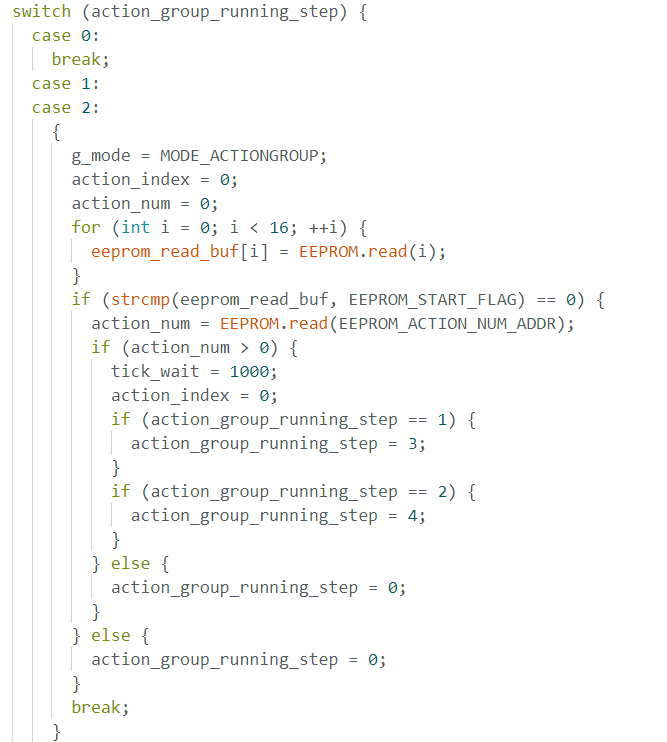 switch (action_group_running_step) {
case 0:
break;
case 1:
case 2:
{
g_mode = MODE_ACTIONGROUP;
action_index = 0;
action_num = 0;
for (int i = 0; i < 16; ++i) {
eeprom_read_buf[i] = EEPROM.read(i);
}
if (strcmp(eeprom_read_buf, EEPROM_START_FLAG) == 0) {
action_num = EEPROM.read(EEPROM_ACTION_NUM_ADDR);
if (action_num > 0) {
tick_wait = 1000;
action_index = 0;
if (action_group_running_step == 1) {
action_group_running_step = 3;
}
if (action_group_running_step == 2) {
action_group_running_step = 4;
}
} else {
action_group_running_step = 0;
}
} else {
action_group_running_step = 0;
}
break;
}